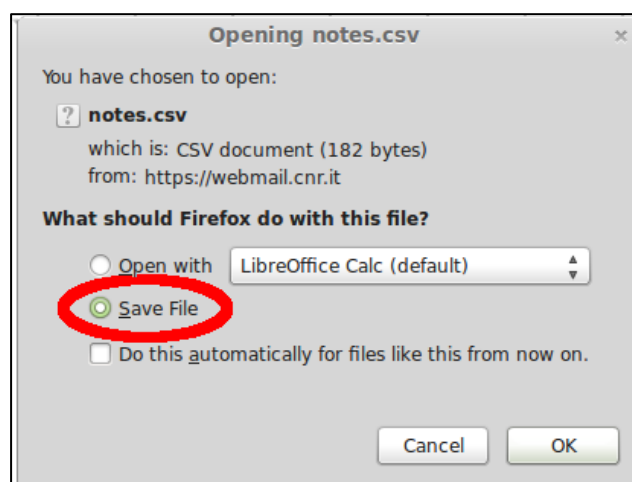 Opening notes.csv
You have chosen to open:
notes.csv
which is: CSV document (182 bytes)
from: https://webmail.cnr.it
What should Firefox do with this file?
Open with LibreOffice Calc (default)
Save File
Do this automatically for files like this from now on.
Cancel OK